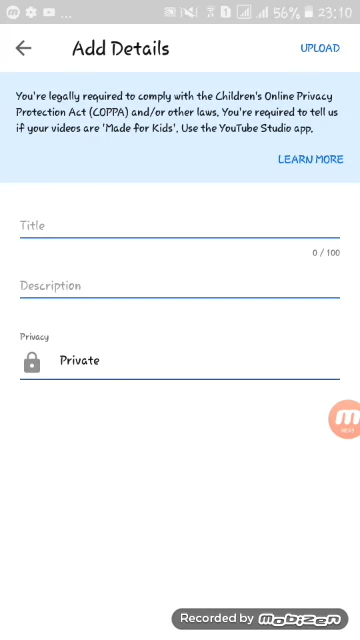 ... 56% 23:10
Add Details
UPLOAD
You're legally required to comply with the Children's Online Privacy
Protection Act (COPPA) and/or other laws. You're required to tell us
if your videos are 'Made for Kids'. Use the YouTube Studio app.
LEARN MORE
Title
0 / 100
Description
Privacy
Private
Recorded by mobizen